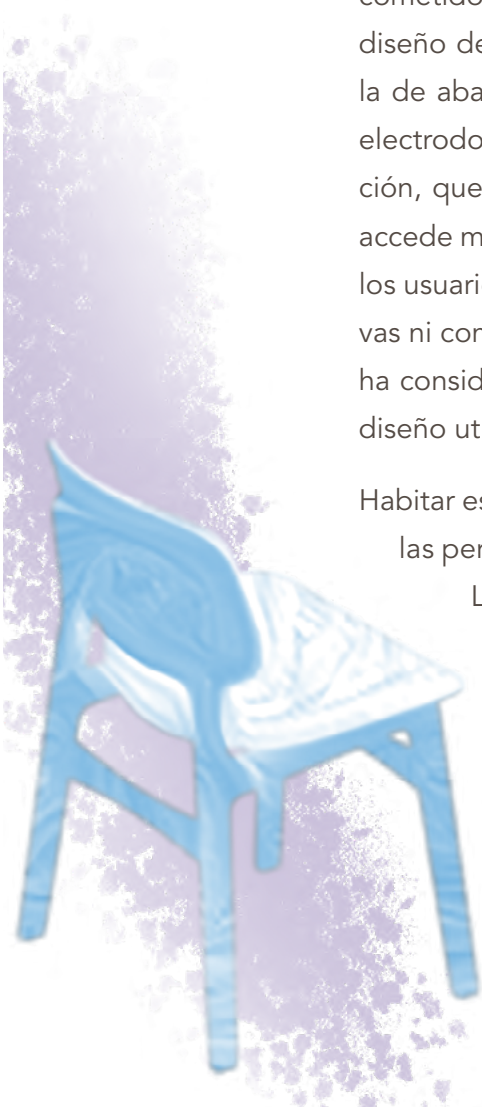 cometido
diseño de
la de aba
electrodo
ción, que
accede m
los usuari
vas ni con
ha consid
diseño ut
Habitar es
las per
L